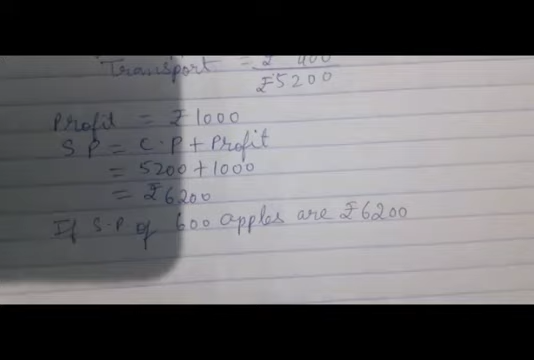 Transport = ₹ 400
₹5200
Profit = ₹1000
S P = C.P + Profit
= 5200 + 1000
= ₹6200
If S.P of 600 apples are ₹6200